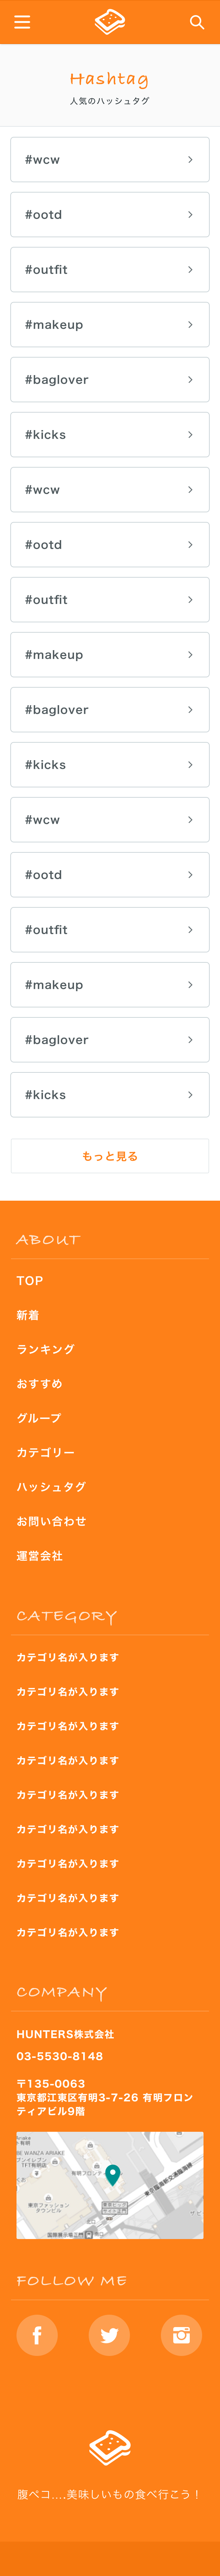 Hashtag
人気のハッシュタグ
#wcw
#ootd
#outfit
#makeup
#baglover
#kicks
#wcw
#ootd
#outfit
#makeup
#baglover
#kicks
#wcw
#ootd
#outfit
#makeup
#baglover
#kicks
もっと見る
ABOUT
TOP
新着
ランキング
おすすめ
グループ
カテゴリー
ハッシュタグ
お問い合わせ
運営会社
CATEGORY
カテゴリ名が入ります
カテゴリ名が入ります
カテゴリ名が入ります
カテゴリ名が入ります
カテゴリ名が入ります
カテゴリ名が入ります
カテゴリ名が入ります
カテゴリ名が入ります
カテゴリ名が入ります
COMPANY
HUNTERS株式会社
03-5530-8148
〒135-0063
東京都江東区有明3-7-26 有明フロン
ティアビル9階
FOLLOW ME
腹ペコ....美味しいもの食べ行こう！